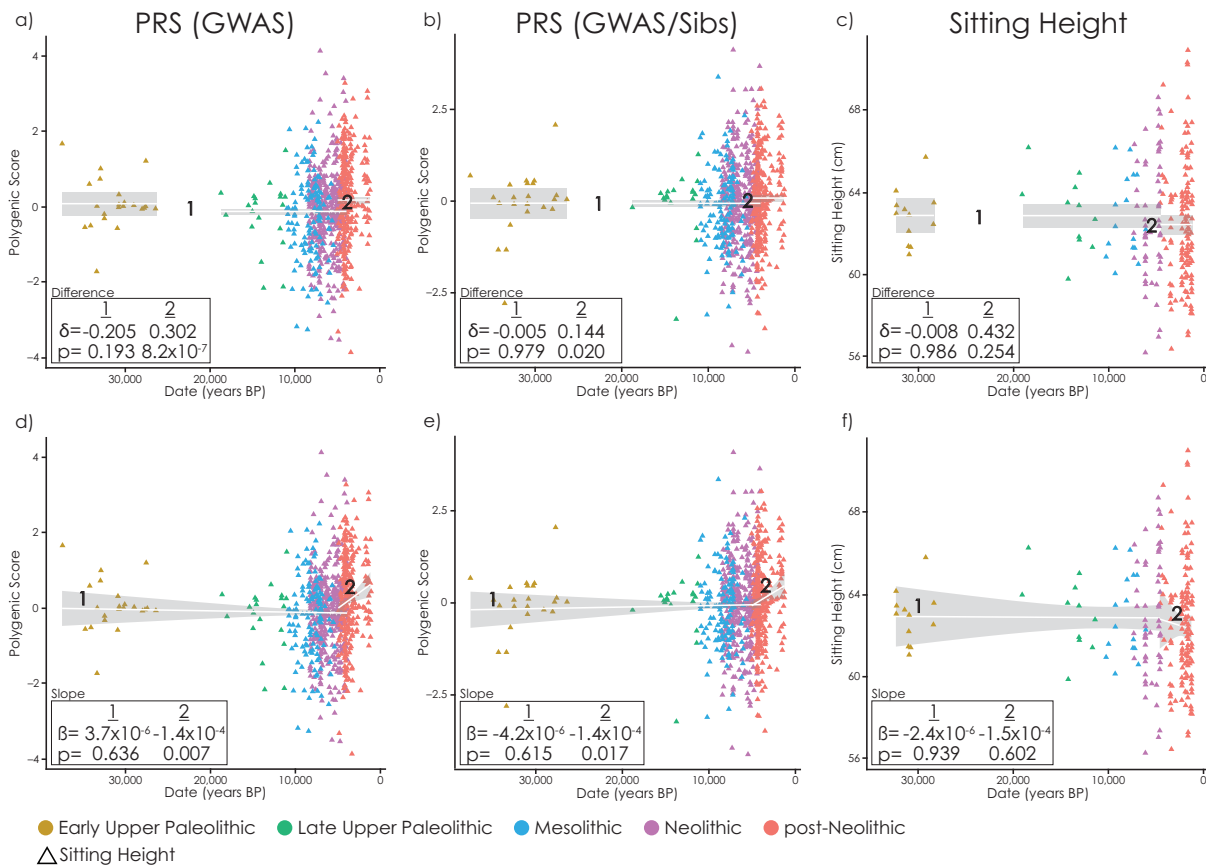 a) PRS (GWAS)
b) PRS (GWAS/Sibs)
c) Sitting Height
Polygenic Score
4
2
0
−2
−4
1
2
Difference
1 2
δ=-0.205 0.302
p= 0.193 8.2x10-7
30,000 20,000 10,000 0
Date (years BP)
Polygenic Score
2.5
0
−2.5
1
2
Difference
1 2
δ=-0.005 0.144
p= 0.979 0.020
30,000 20,000 10,000 0
Date (years BP)
Sitting Height (cm)
68
64
60
56
1
2
Difference
1 2
δ=-0.008 0.432
p= 0.986 0.254
30,000 20,000 10,000 0
Date (years BP)
d)
Polygenic Score
4
2
0
−2
−4
1
2
Slope
1 2
β= 3.7x10-6 -1.4x10-4
p= 0.636 0.007
30,000 20,000 10,000 0
Date (years BP)
e)
Polygenic Score
2.5
0
−2.5
1
2
Slope
1 2
β= -4.2x10-6 -1.4x10-4
p= 0.615 0.017
30,000 20,000 10,000 0
Date (years BP)
f)
Sitting Height (cm)
68
64
60
56
1
2
Slope
1 2
β= -2.4x10-6 -1.5x10-4
p= 0.939 0.602
30,000 20,000 10,000 0
Date (years BP)
Early Upper Paleolithic Late Upper Paleolithic Mesolithic Neolithic post-Neolithic
Sitting Height